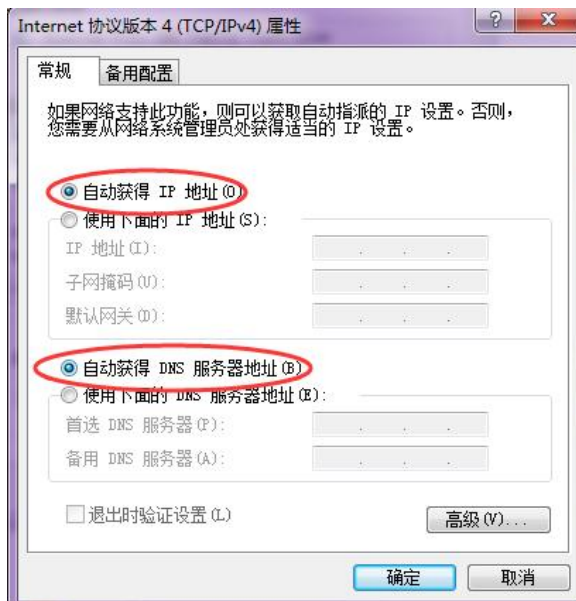 Internet 协议版本 4 (TCP/IPv4) 属性
常规
备用配置
如果网络支持此功能，则可以获取自动指派的 IP 设置。否则，
您需要从网络系统管理员处获得适当的 IP 设置。
自动获得 IP 地址(O)
使用下面的 IP 地址(S):
IP 地址(I):
子网掩码(U):
默认网关(D):
自动获得 DNS 服务器地址(B)
使用下面的 DNS 服务器地址(E):
首选 DNS 服务器(P):
备用 DNS 服务器(A):
退出时验证设置(L)
高级(V)...
确定
取消